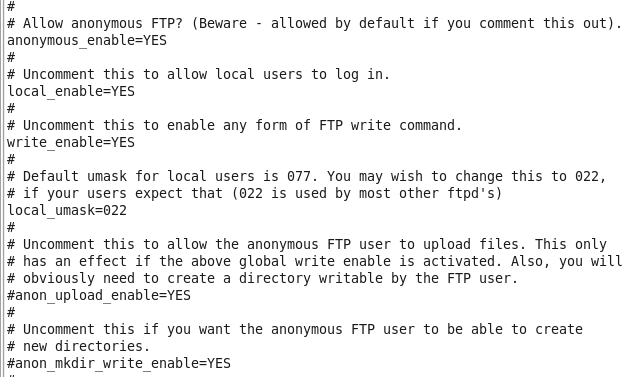 #
# Allow anonymous FTP? (Beware - allowed by default if you comment this out).
anonymous_enable=YES
#
# Uncomment this to allow local users to log in.
local_enable=YES
#
# Uncomment this to enable any form of FTP write command.
write_enable=YES
#
# Default umask for local users is 077. You may wish to change this to 022,
# if your users expect that (022 is used by most other ftpd's)
local_umask=022
#
# Uncomment this to allow the anonymous FTP user to upload files. This only
# has an effect if the above global write enable is activated. Also, you will
# obviously need to create a directory writable by the FTP user.
#anon_upload_enable=YES
#
# Uncomment this if you want the anonymous FTP user to be able to create
# new directories.
#anon_mkdir_write_enable=YES
#